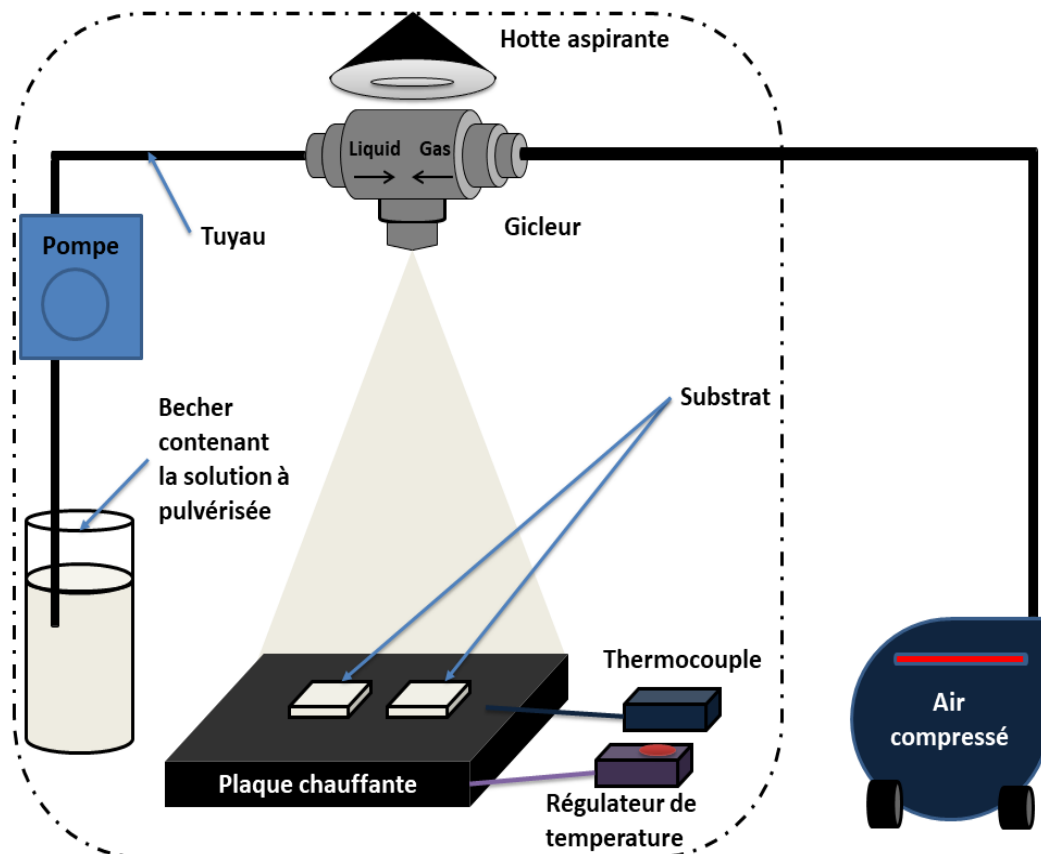 Hotte aspirante
Liquid Gas
Gicleur
Tuyau
Pompe
Substrat
Becher
contenant
la solution à
pulvérisée
Thermocouple
Air
compressé
Plaque chauffante
Régulateur de
temperature